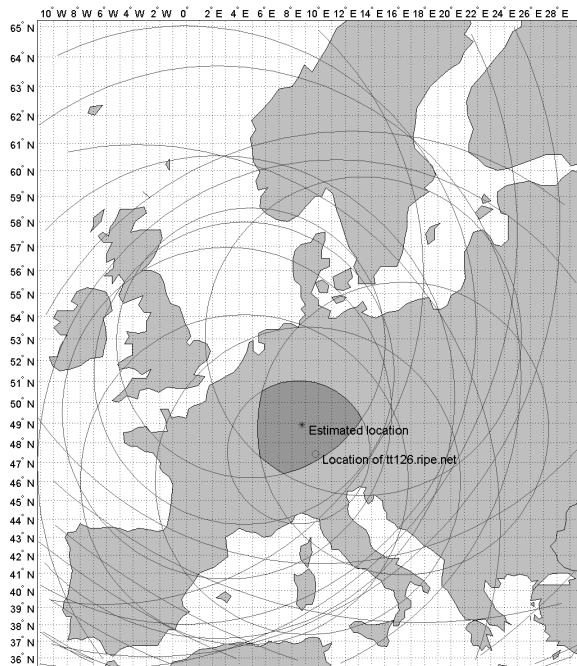 10° W 8° W 6° W 4° W 2° W 0° 2° E 4° E 6° E 8° E 10° E 12° E 14° E 16° E 18° E 20° E 22° E 24° E 26° E 28° E
65° N
64° N
63° N
62° N
61° N
60° N
59° N
58° N
57° N
56° N
55° N
54° N
53° N
52° N
51° N
50° N
49° N
Estimated location
48° N
47° N
Location of tt126.ripe.net
46° N
45° N
44° N
43° N
42° N
41° N
40° N
39° N
38° N
37° N
36° N